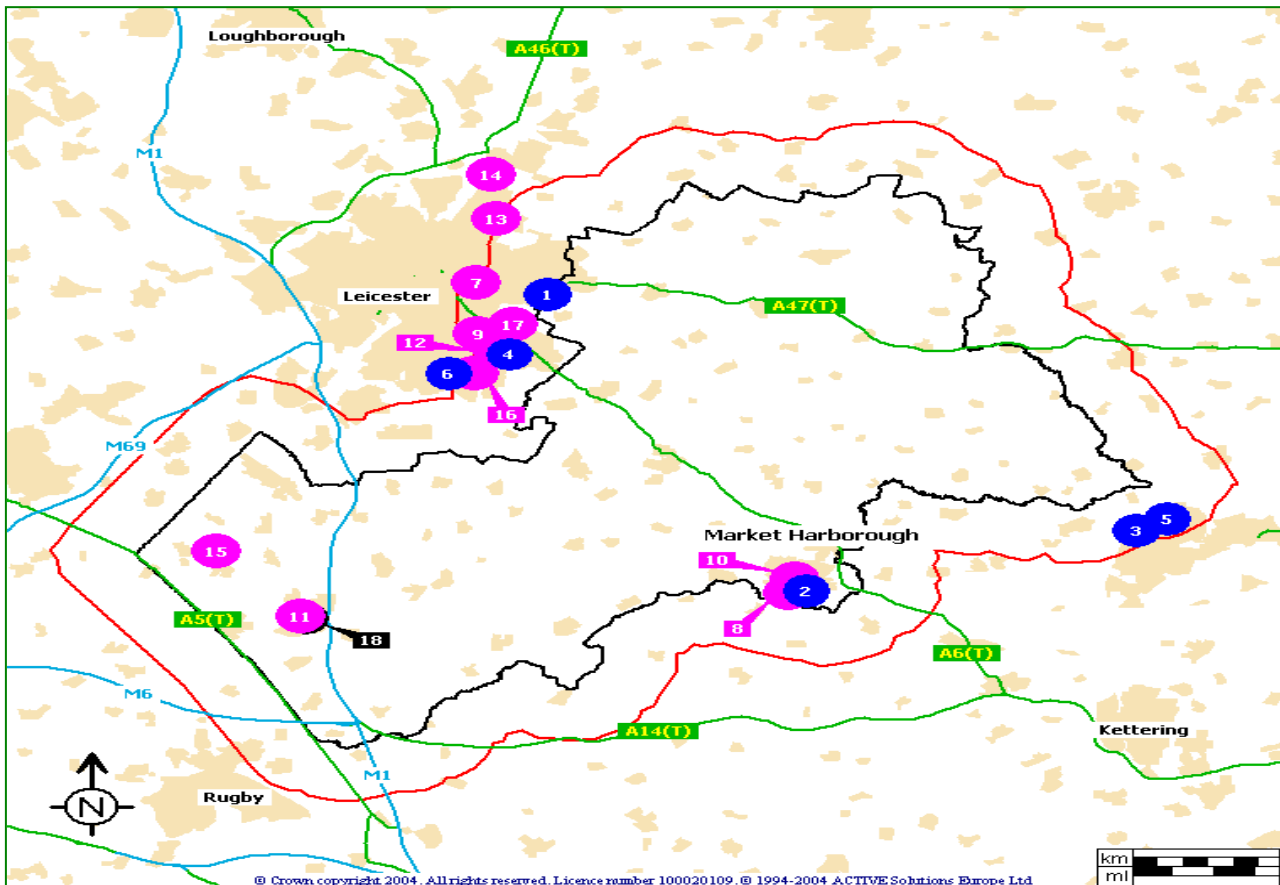 Loughborough
A46(T)
M1
14
13
7
1
Leicester
A47(T)
9
17
12
4
6
16
M69
5
3
Market Harborough
15
10
2
11
A5(T)
8
18
A6(T)
M6
A14(T)
Kettering
M1
Rugby
N
km
ml
© Crown copyright 2004. All rights reserved. Licence number 100020109. © 1994-2004 ACTIVE Solutions Europe Ltd